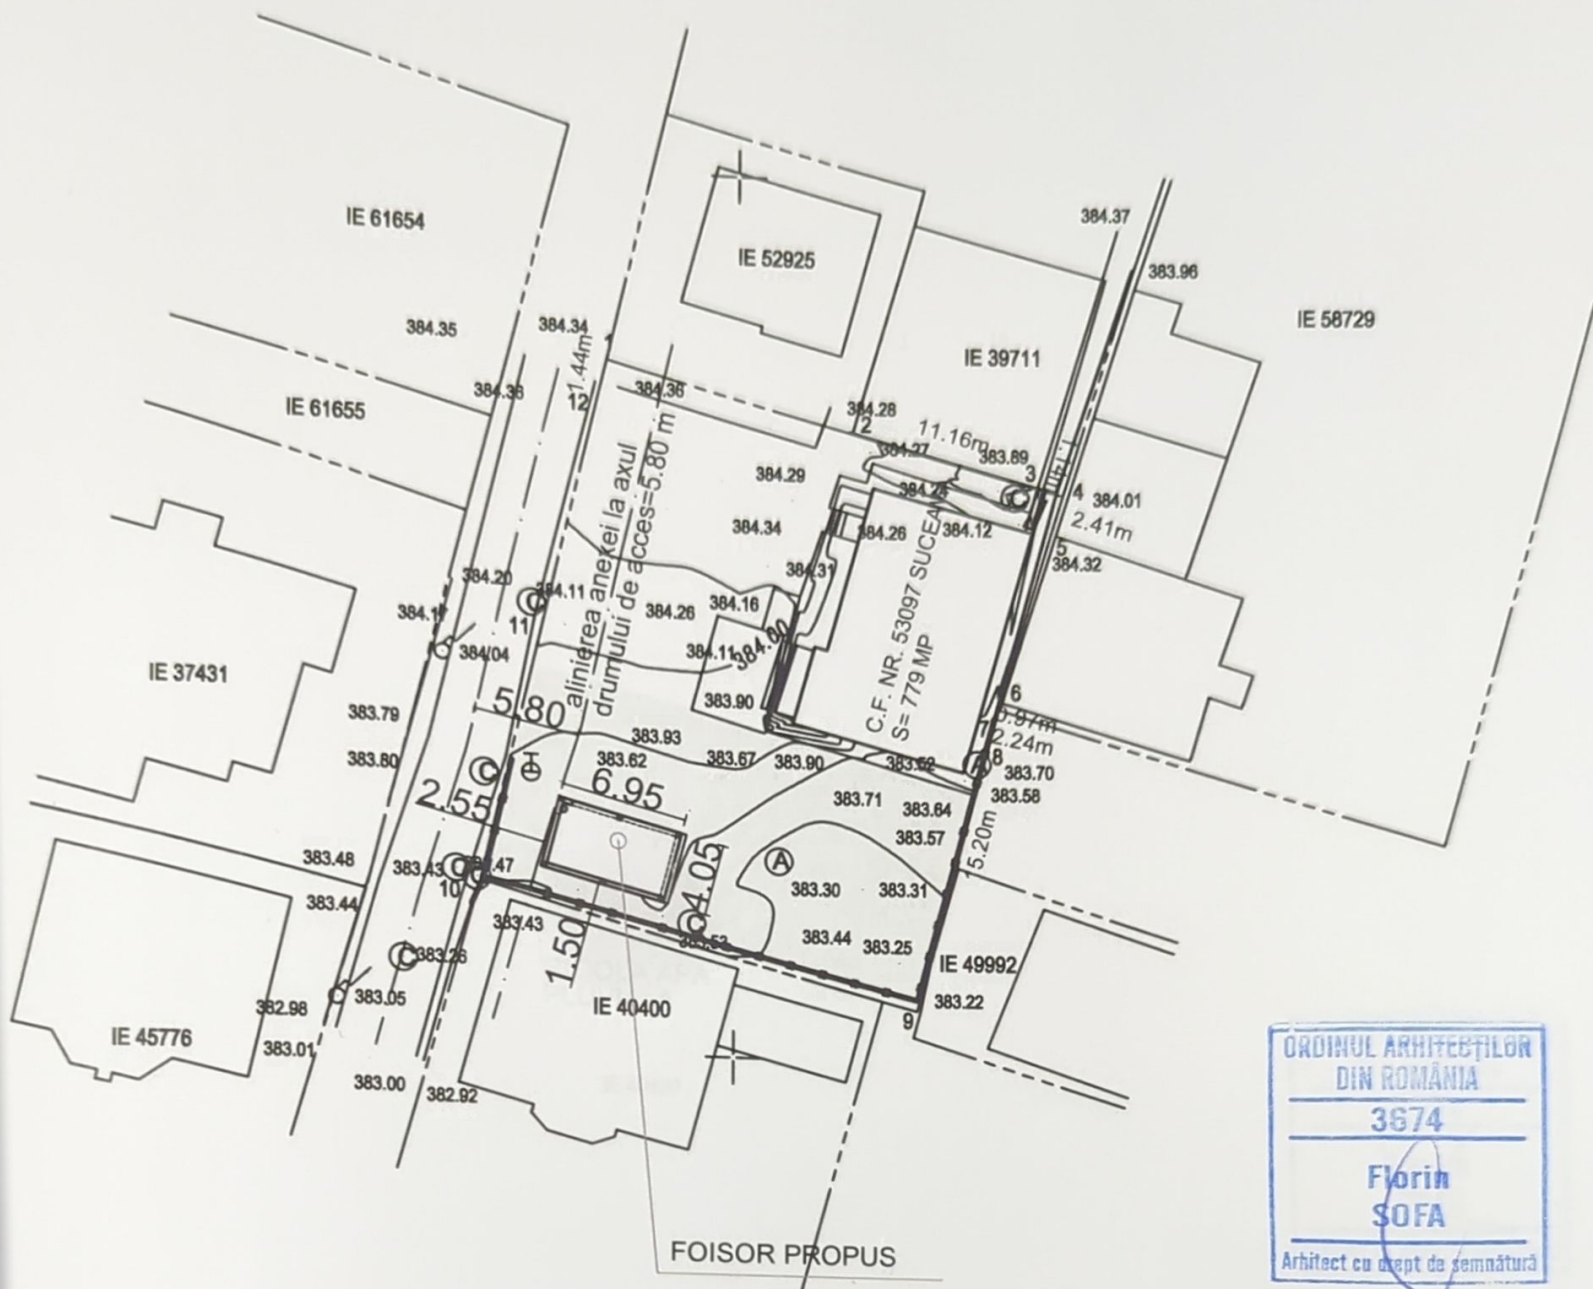 384.37
383.96
IE 61654
IE 52925
IE 58729
384.35
384.34
1
1.44m
12
IE 39711
384.36
384.36
IE 61655
384.28
2
11.16m
384.27
383.89
3
4
384.01
2.41m
5
384.32
384.29
384.24
384.34
384.26
384.12
384.31
alinierea anexei la axul
drumului de acces=5.80 m
C.F. NR. 53097 SUCEAVA
S= 779 MP
384.20
384.11
11
384.26
384.16
384.04
384.11
384.00
IE 37431
383.90
6
0.97m
7
2.24m
8
5.80
383.79
383.93
383.80
383.62
383.67
383.90
383.62
A
383.70
383.58
2.55
C
6.95
383.71
383.64
383.57
15.20m
383.48
383.43
C
10
4.05
A
383.30
383.31
383.44
383.43
1.50
C
383.53
383.44
383.25
IE 49992
C
383.26
383.22
9
382.98
383.05
IE 40400
IE 45776
383.01
383.00
382.92
FOISOR PROPUS
ORDINUL ARHITECȚILOR
DIN ROMÂNIA
3674
Florin
SOFA
Arhitect cu drept de semnătură